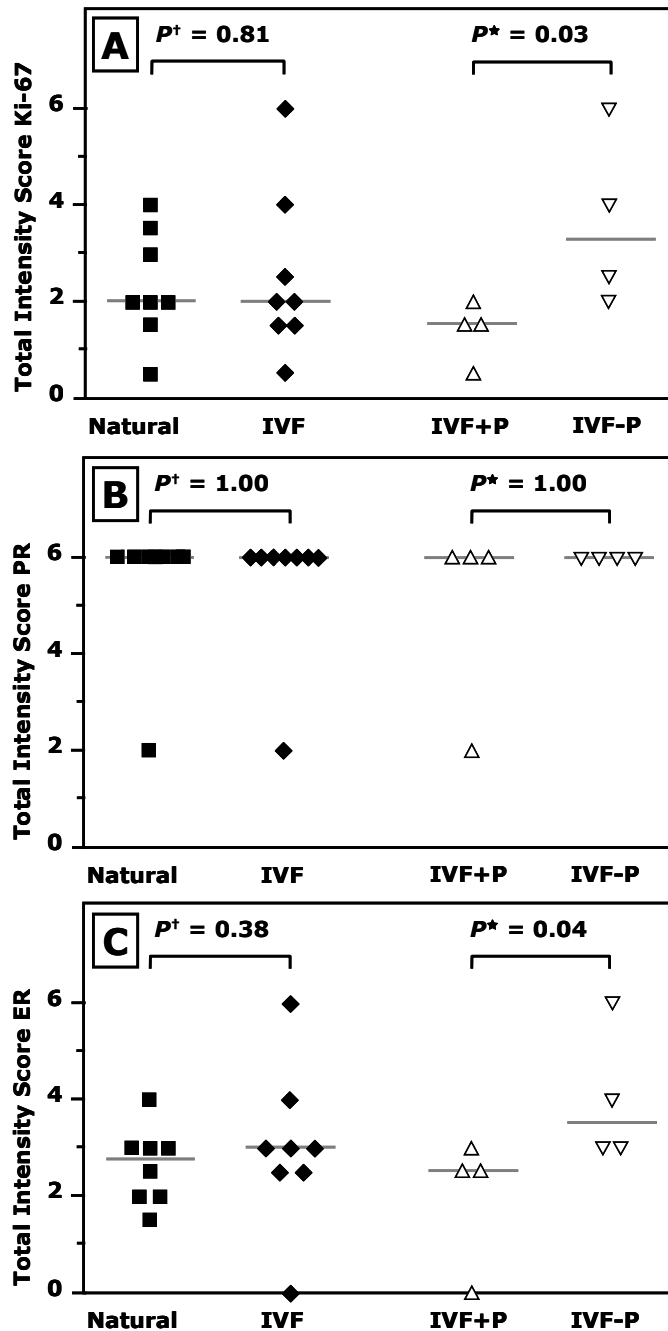 A
P† = 0.81
P★ = 0.03
Total Intensity Score Ki-67
6
4
2
0
Natural
IVF
IVF+P
IVF-P
B
P† = 1.00
P★ = 1.00
Total Intensity Score PR
6
4
2
0
Natural
IVF
IVF+P
IVF-P
C
P† = 0.38
P★ = 0.04
Total Intensity Score ER
6
4
2
0
Natural
IVF
IVF+P
IVF-P